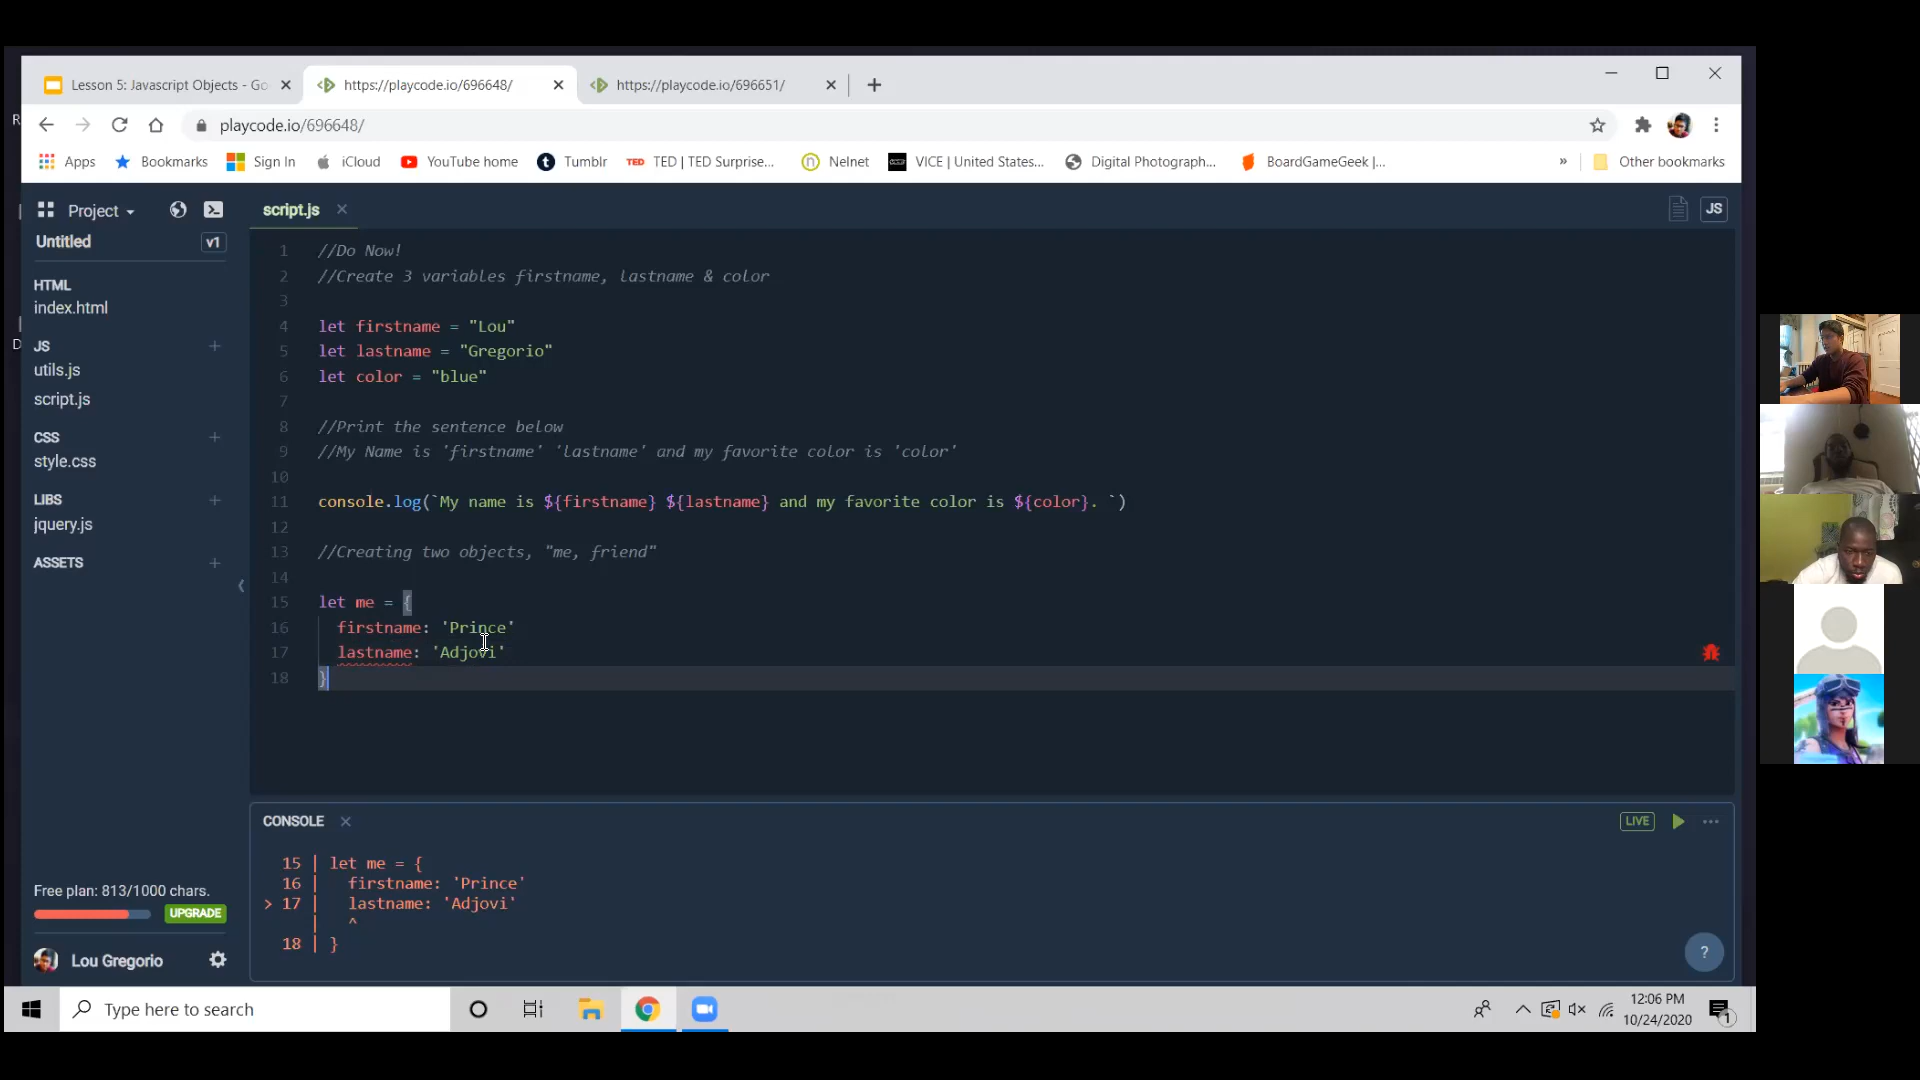 Lesson 5: Javascript Objects - Go
https://playcode.io/696648/
https://playcode.io/696651/
playcode.io/696648/
Apps
Bookmarks
Sign In
iCloud
YouTube home
Tumblr
TED
TED | TED Surprise...
Nelnet
VICE | United States...
Digital Photograph...
BoardGameGeek |...
»
Other bookmarks
R
D
Project
script.js
JS
Untitled
v1
HTML
index.html
JS
utils.js
script.js
CSS
style.css
LIBS
jquery.js
ASSETS
1 //Do Now!
2 //Create 3 variables firstname, lastname & color
3
4 let firstname = "Lou"
5 let lastname = "Gregorio"
6 let color = "blue"
7
8 //Print the sentence below
9 //My Name is 'firstname' 'lastname' and my favorite color is 'color'
10
11 console.log(`My name is ${firstname} ${lastname} and my favorite color is ${color}. `)
12
13 //Creating two objects, "me, friend"
14
15 let me = {
16 firstname: 'Prince'
17 lastname: 'Adjovi'
18 }
CONSOLE
LIVE
15 | let me = {
16 | firstname: 'Prince'
> 17 | lastname: 'Adjovi'
| ^
18 | }
Free plan: 813/1000 chars.
UPGRADE
Lou Gregorio
?
Type here to search
12:06 PM
10/24/2020
1